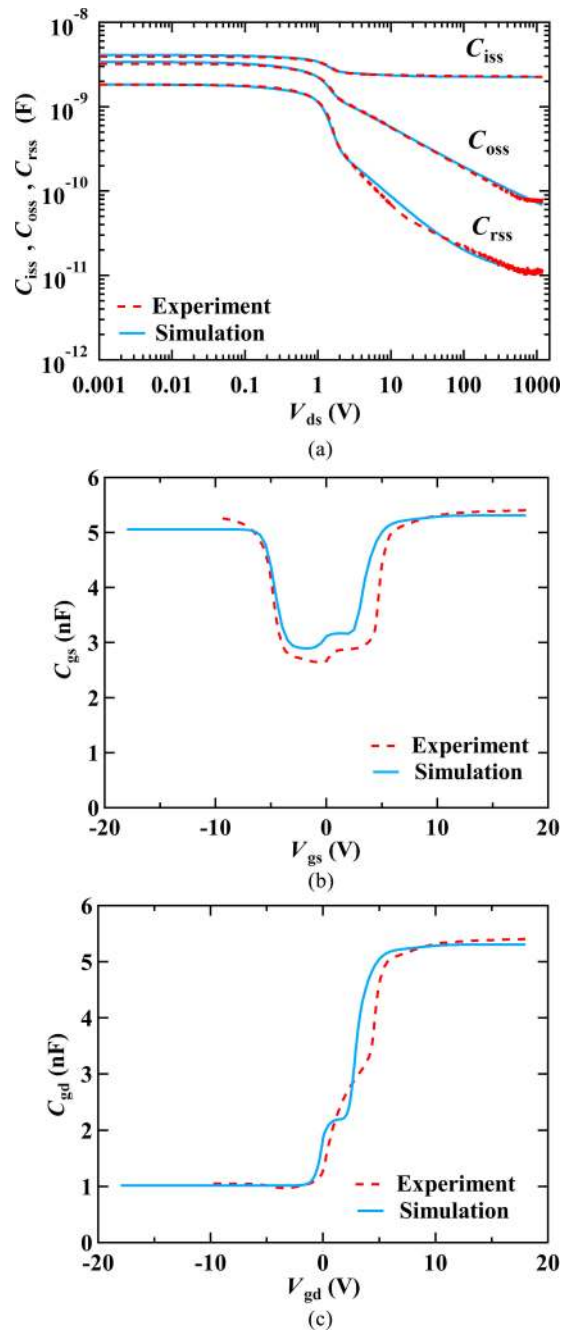 10⁻⁸
C_iss
10⁻⁹
C_oss
10⁻¹⁰
C_rss
10⁻¹¹
Experiment
Simulation
10⁻¹²
C_iss , C_oss , C_rss (F)
0.001 0.01 0.1 1 10 100 1000
V_ds (V)
(a)
6
5
4
3
2
1
0
C_gs (nF)
Experiment
Simulation
-20 -10 0 10 20
V_gs (V)
(b)
6
5
4
3
2
1
0
C_gd (nF)
Experiment
Simulation
-20 -10 0 10 20
V_gd (V)
(c)